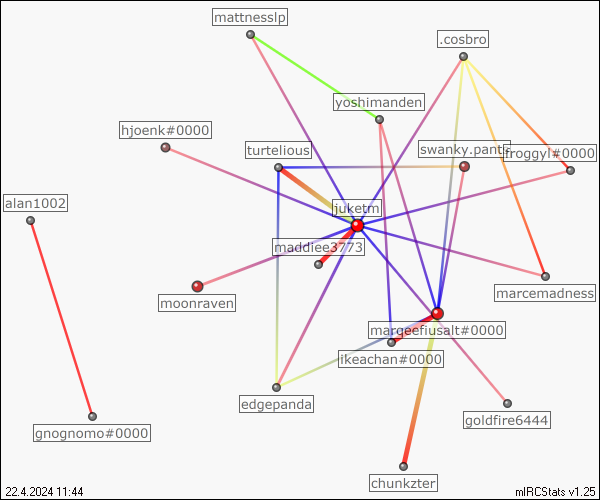 mattnesslp
.cosbro
yoshimanden
hjoenk#0000
turtelious
swanky.pants
froggyl#0000
alan1002
juketm
maddiee3773
moonraven
marcemadness
margeefiusalt#0000
ikeachan#0000
edgepanda
goldfire6444
gnognomo#0000
chunkzter
22.4.2024 11:44
mIRCStats v1.25